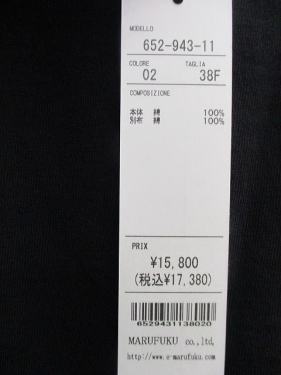 MODELLO
652-943-11
COLORE TAGLIA
02 38F
COMPOSIZIONE
本体 綿 100%
別布 綿 100%
PRIX
¥15,800
(税込¥17,380)
6529431138020
MARUFUKU co.,ltd,
http://www.e-marufuku.com